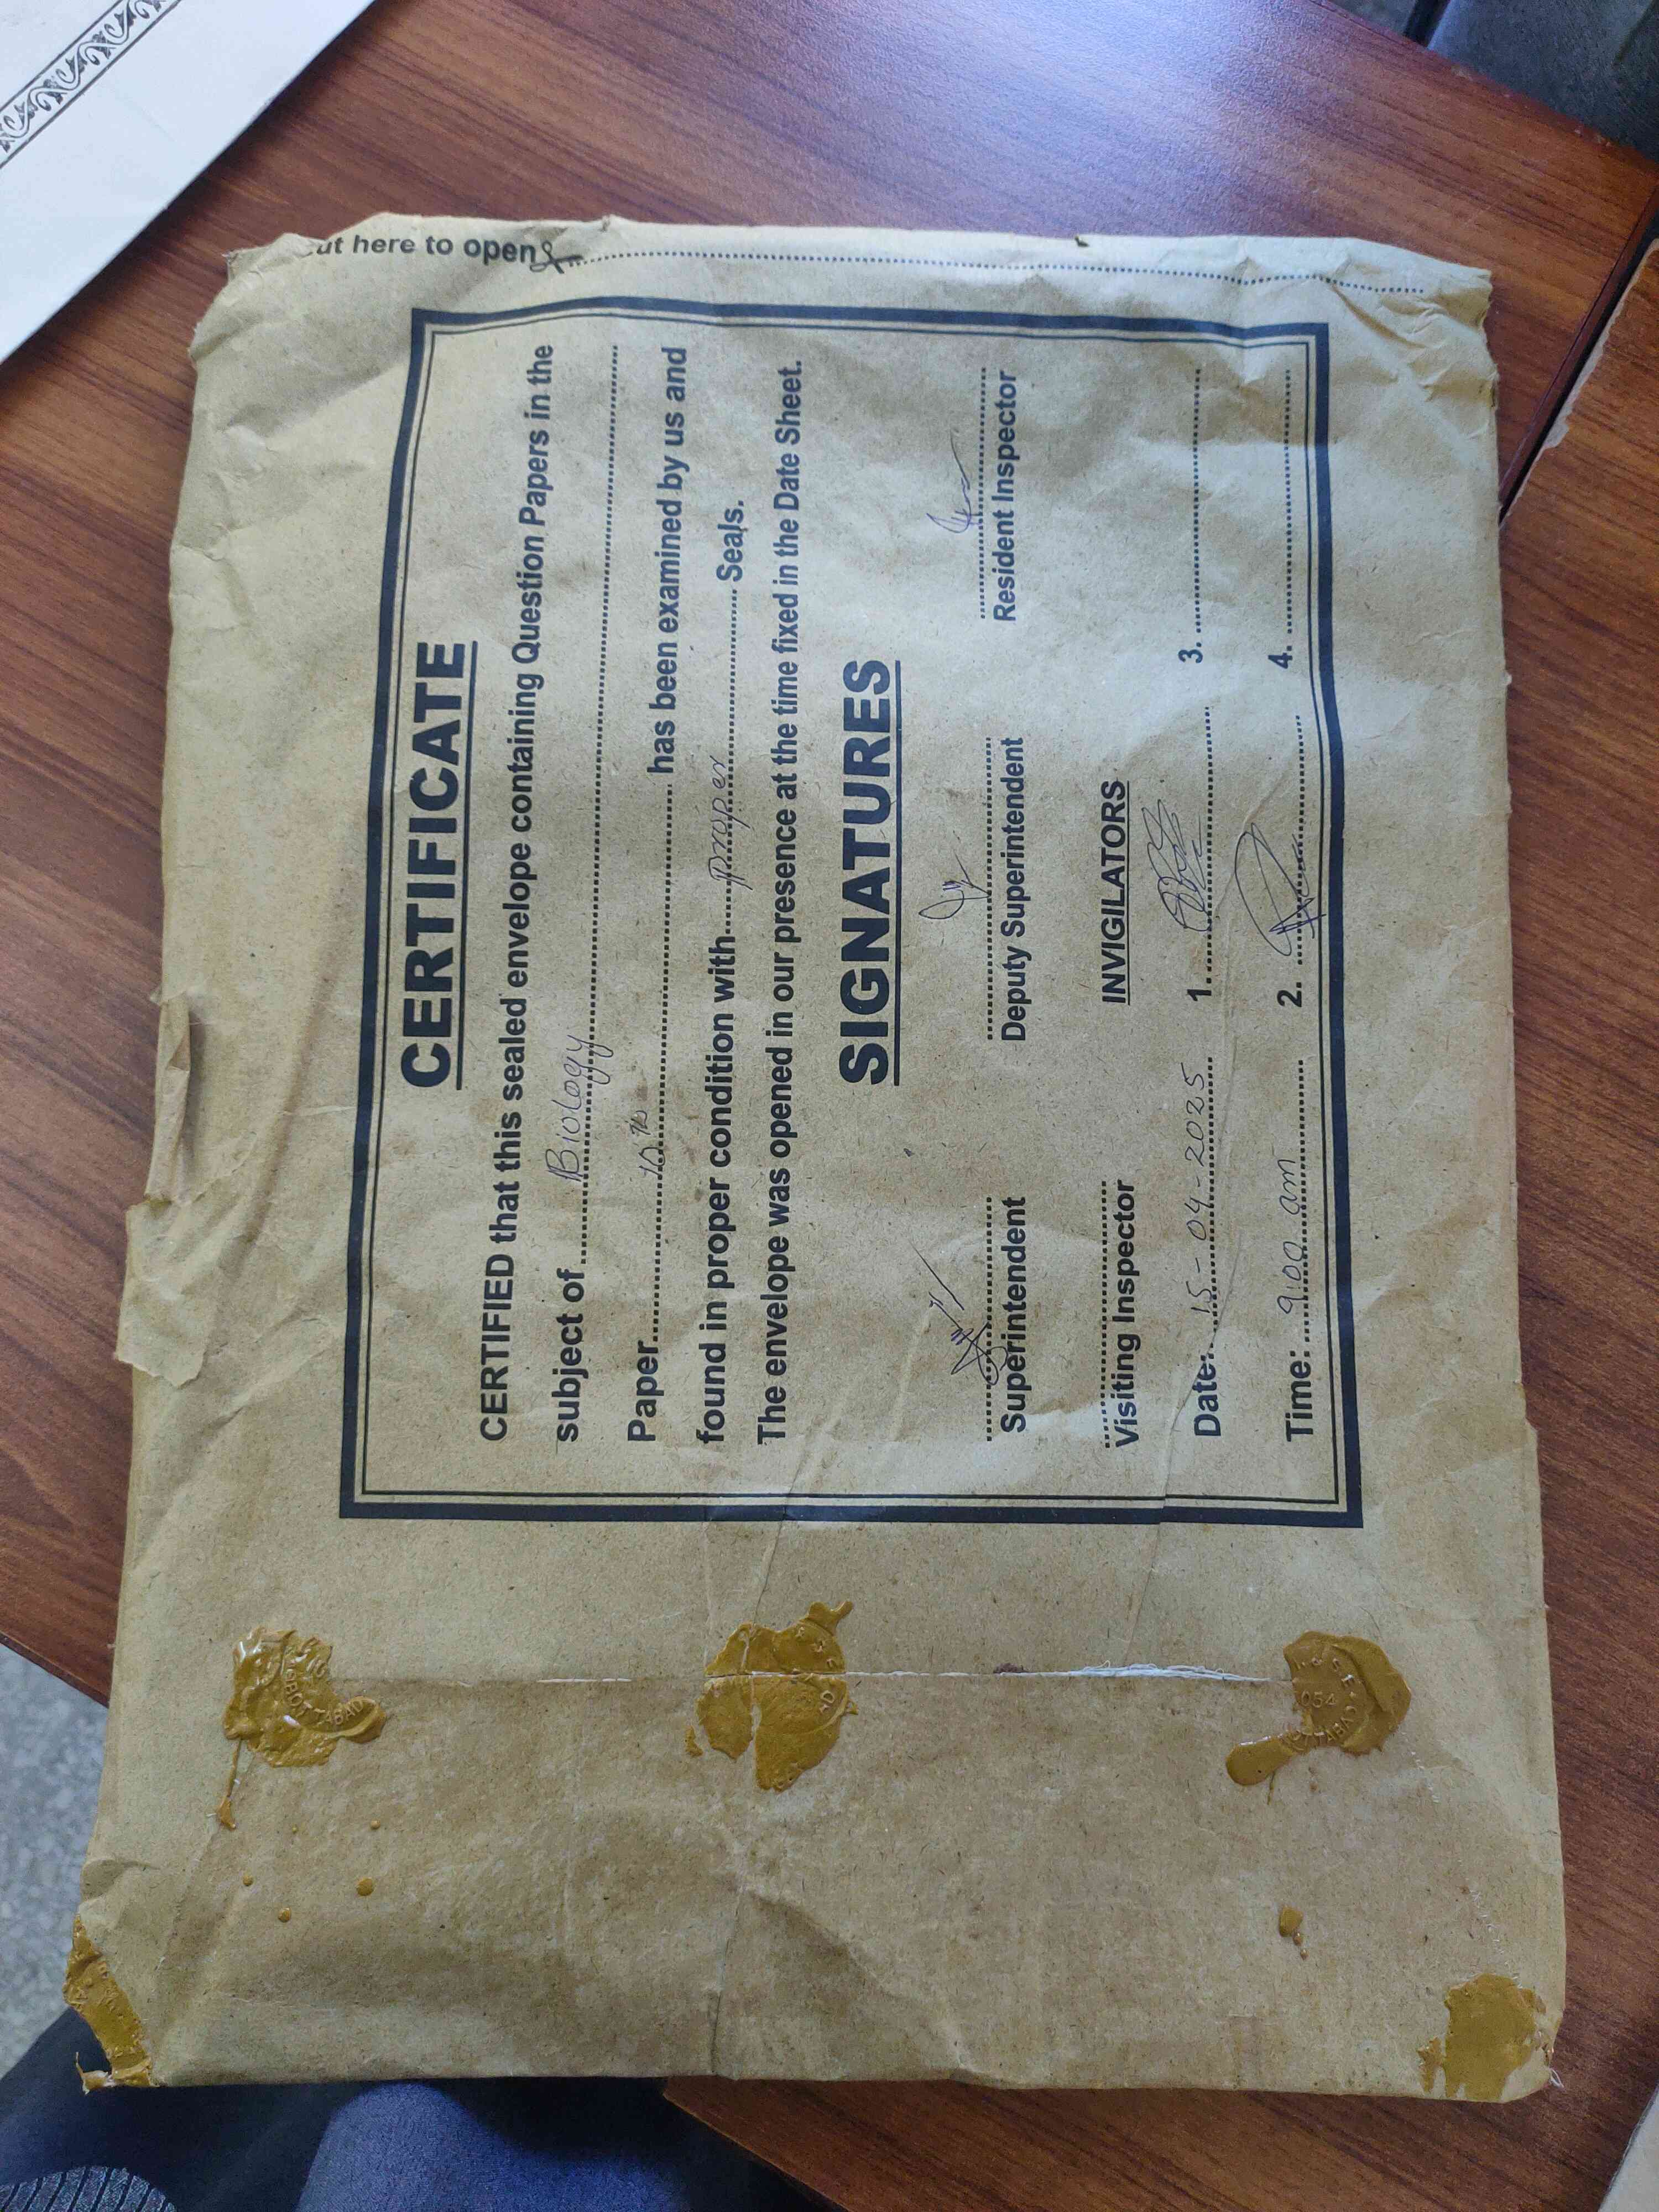 ut here to open
CERTIFICATE
CERTIFIED that this sealed envelope containing Question Papers in the
subject of Biology
Paper 10th has been examined by us and
found in proper condition with proper Seals.
The envelope was opened in our presence at the time fixed in the Date Sheet.
SIGNATURES
Superintendent Deputy Superintendent Resident Inspector
Visiting Inspector INVIGILATORS
Date: 15-04-2025 1. 3.
Time: 9:00 am 2. 4.
BOTTABAD
054
OTTABAD